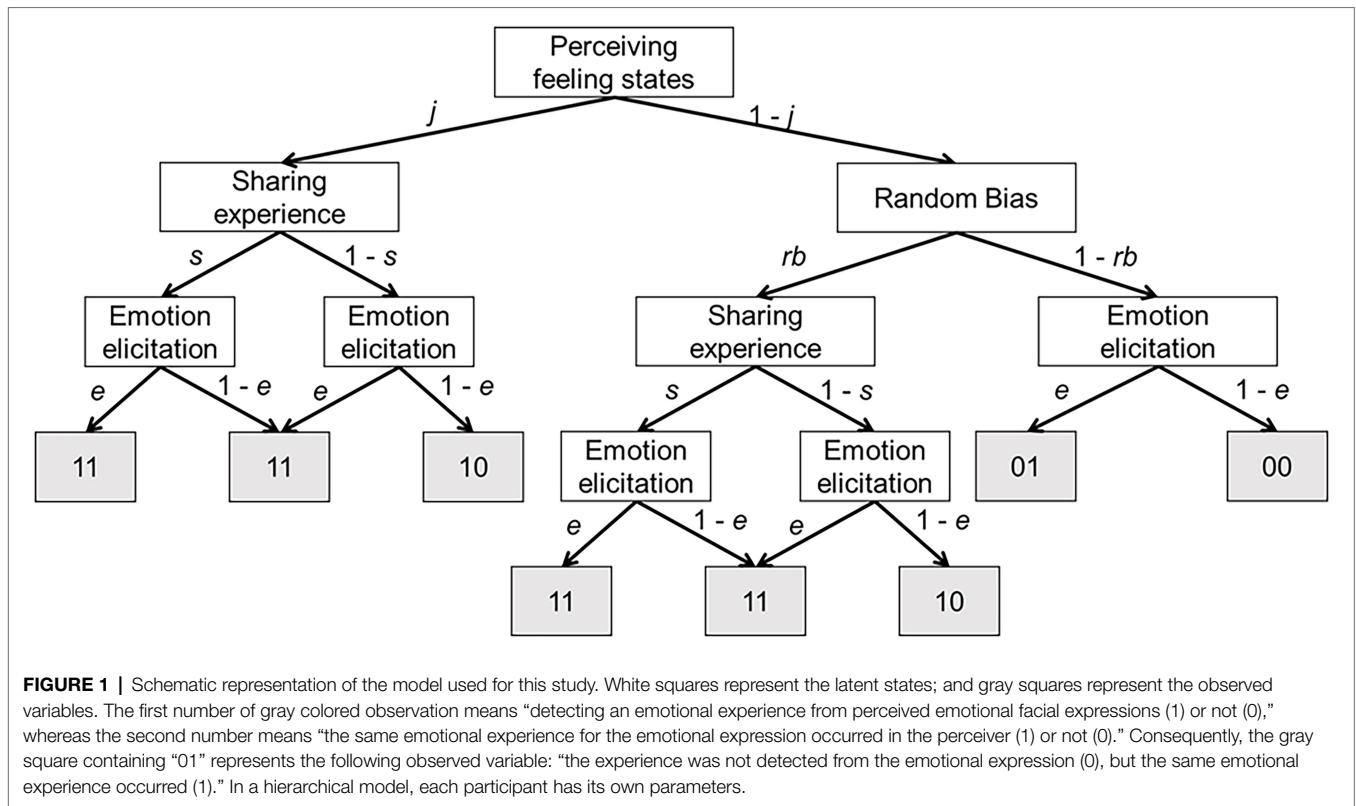 Perceiving
feeling states
j
1 - j
Sharing
experience
Random Bias
s
1 - s
rb
1 - rb
Emotion
elicitation
Emotion
elicitation
Sharing
experience
Emotion
elicitation
e
1 - e
e
1 - e
s
1 - s
e
1 - e
11
11
10
Emotion
elicitation
Emotion
elicitation
01
00
e
1 - e
e
1 - e
11
11
10
FIGURE 1 | Schematic representation of the model used for this study. White squares represent the latent states; and gray squares represent the observed
variables. The first number of gray colored observation means “detecting an emotional experience from perceived emotional facial expressions (1) or not (0),”
whereas the second number means “the same emotional experience for the emotional expression occurred in the perceiver (1) or not (0).” Consequently, the gray
square containing “01” represents the following observed variable: “the experience was not detected from the emotional expression (0), but the same emotional
experience occurred (1).” In a hierarchical model, each participant has its own parameters.